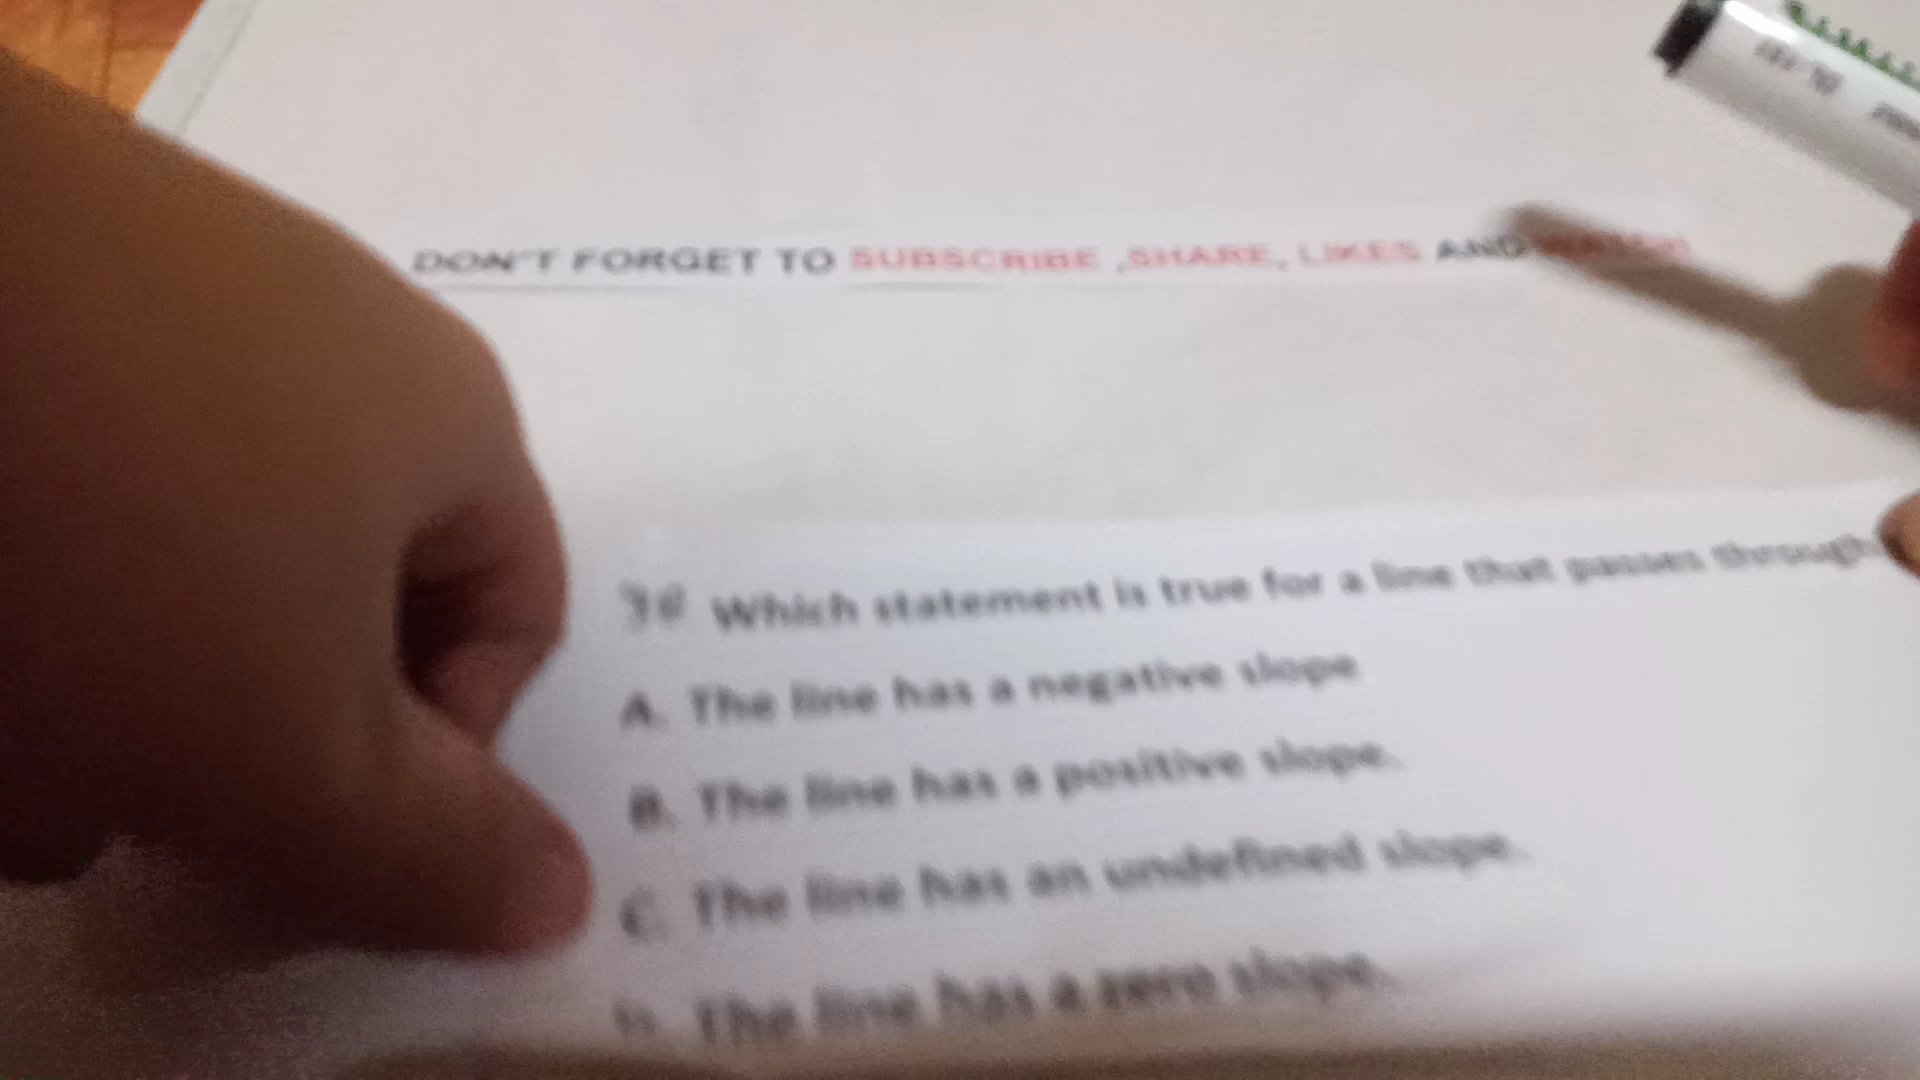 DON'T FORGET TO SUBSCRIBE ,SHARE, LIKES AND
Which statement is true for a line that passes through
A. The line has a negative slope
B. The line has a positive slope.
C. The line has an undefined slope.
D. The line has a zero slope.